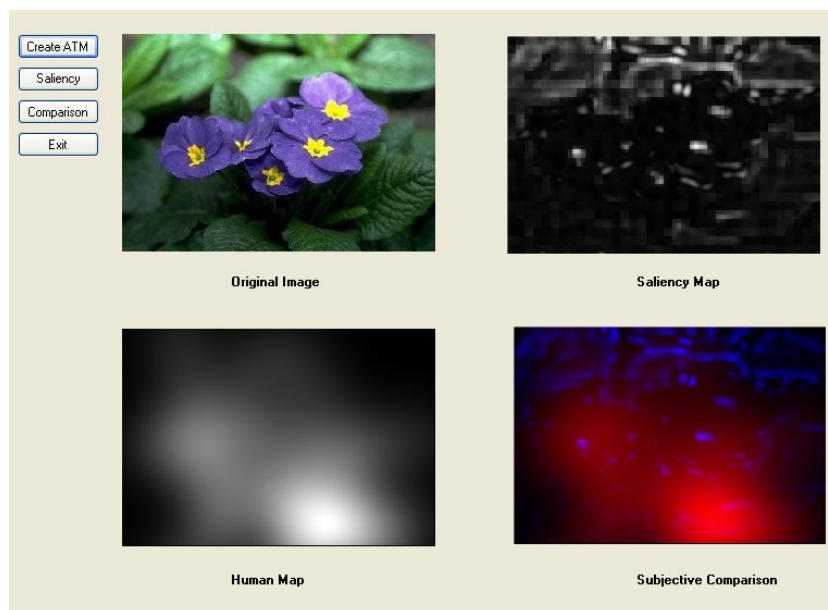 Create ATM
Saliency
Comparison
Exit
Original Image
Saliency Map
Human Map
Subjective Comparison